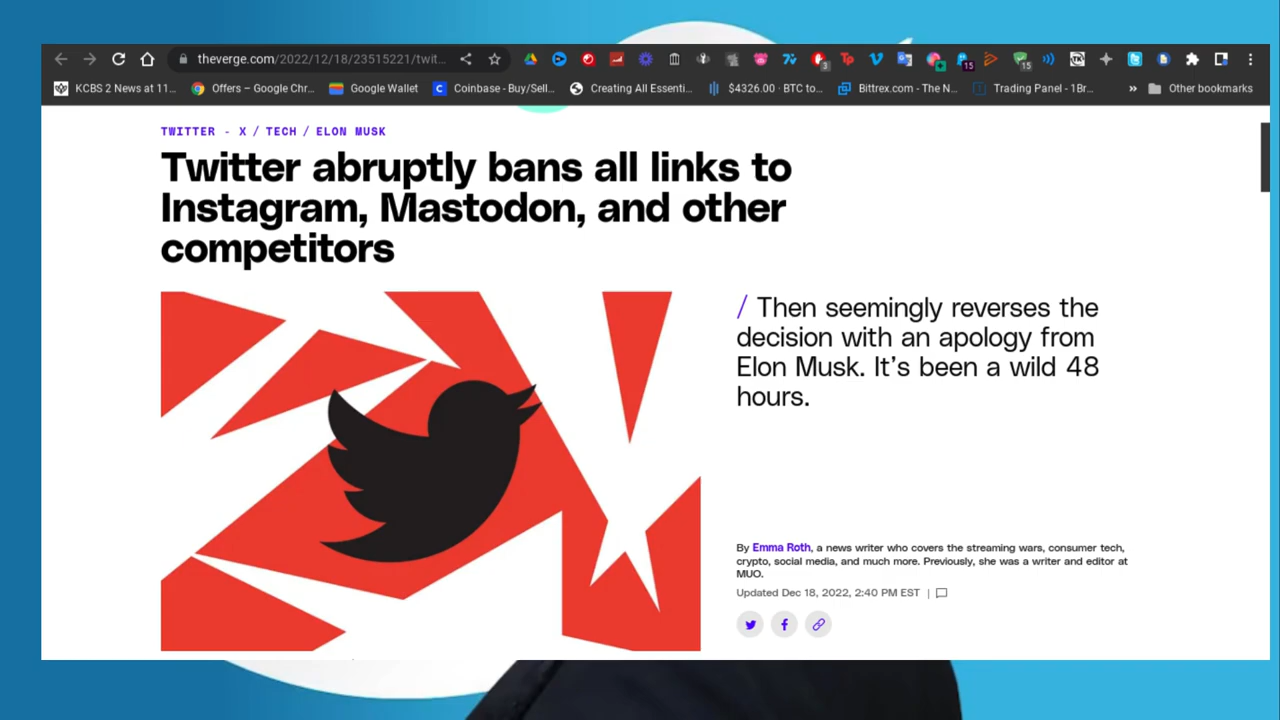 theverge.com/2022/12/18/23515221/twit...
3
15
15
KCBS 2 News at 11...
Offers – Google Chr...
Google Wallet
Coinbase - Buy/Sell...
Creating All Essenti...
$4326.00 · BTC to...
Bittrex.com - The N...
Trading Panel - 1Br...
»
Other bookmarks
TWITTER - X / TECH / ELON MUSK
Twitter abruptly bans all links to
Instagram, Mastodon, and other
competitors
/ Then seemingly reverses the
decision with an apology from
Elon Musk. It’s been a wild 48
hours.
By Emma Roth, a news writer who covers the streaming wars, consumer tech,
crypto, social media, and much more. Previously, she was a writer and editor at
MUO.
Updated Dec 18, 2022, 2:40 PM EST |